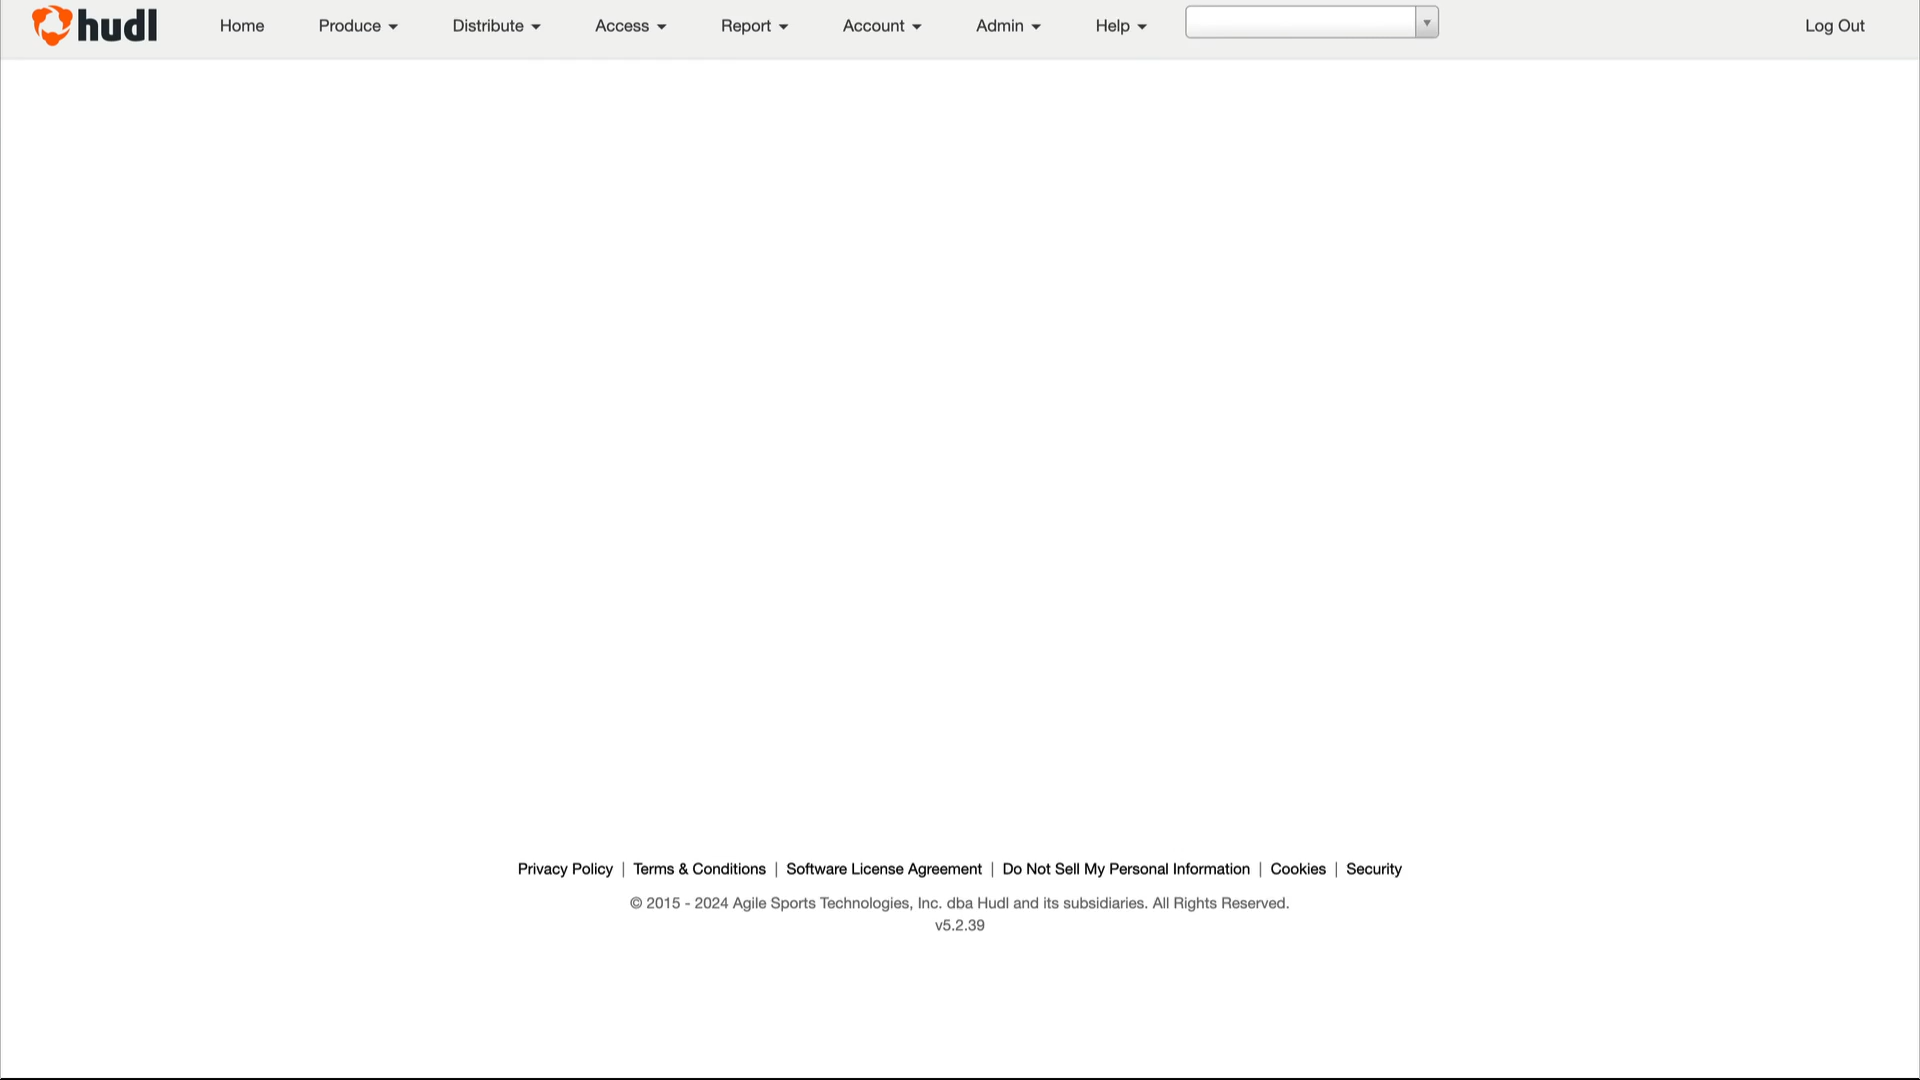 hudl Home Produce Distribute Access Report Account Admin Help Log Out
Privacy Policy | Terms & Conditions | Software License Agreement | Do Not Sell My Personal Information | Cookies | Security
© 2015 - 2024 Agile Sports Technologies, Inc. dba Hudl and its subsidiaries. All Rights Reserved.
v5.2.39